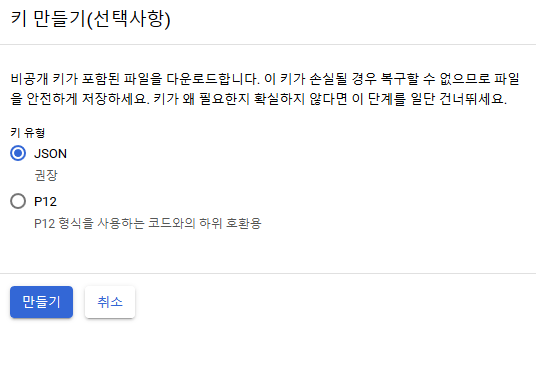 키 만들기(선택사항)
비공개 키가 포함된 파일을 다운로드합니다. 이 키가 손실될 경우 복구할 수 없으므로 파일
을 안전하게 저장하세요. 키가 왜 필요한지 확실하지 않다면 이 단계를 일단 건너뛰세요.
키 유형
JSON
권장
P12
P12 형식을 사용하는 코드와의 하위 호환용
만들기 취소